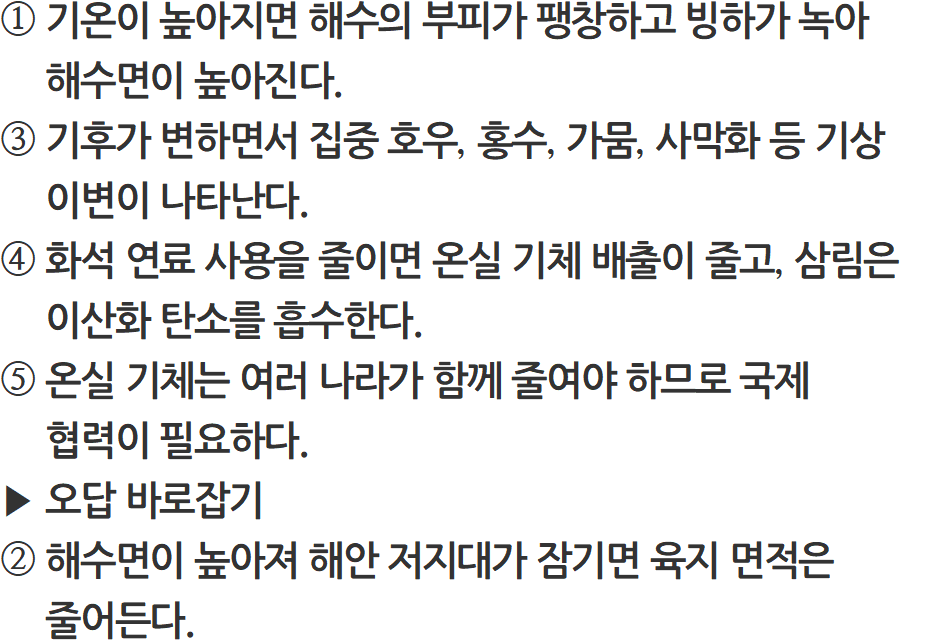 ① 기온이 높아지면 해수의 부피가 팽창하고 빙하가 녹아
해수면이 높아진다.
③ 기후가 변하면서 집중 호우, 홍수, 가뭄, 사막화 등 기상
이변이 나타난다.
④ 화석 연료 사용을 줄이면 온실 기체 배출이 줄고, 삼림은
이산화 탄소를 흡수한다.
⑤ 온실 기체는 여러 나라가 함께 줄여야 하므로 국제
협력이 필요하다.
▶ 오답 바로잡기
② 해수면이 높아져 해안 저지대가 잠기면 육지 면적은
줄어든다.